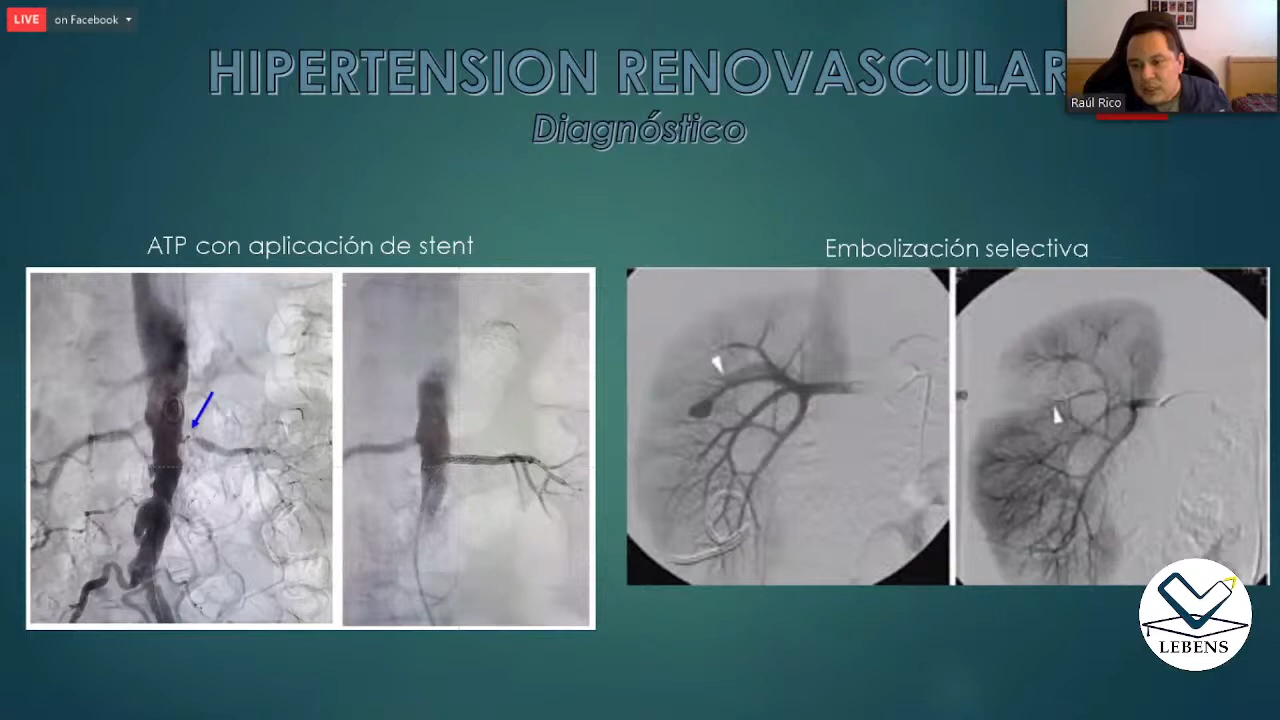 LIVE on Facebook
HIPERTENSION RENOVASCULAR
Diagnóstico
Raúl Rico
ATP con aplicación de stent
Embolización selectiva
LEBENS